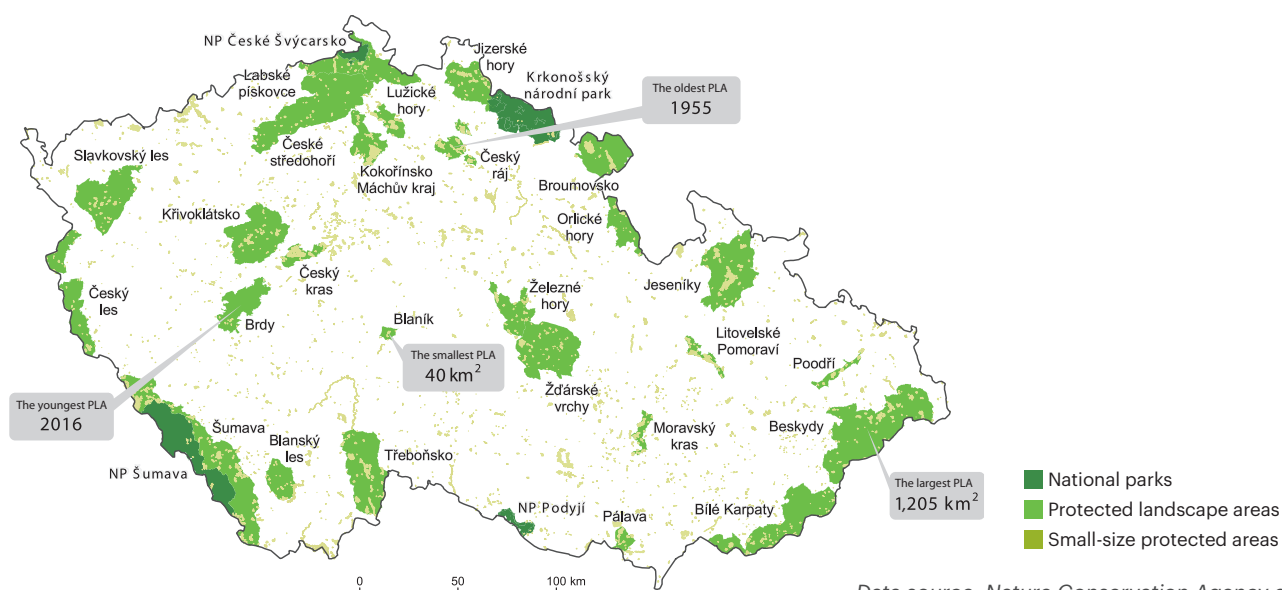 NP České Švýcarsko
Jizerské
hory
Labské
pískovce
Lužické
hory
Krkonošský
národní park
The oldest PLA
1955
České
středohoří
Kokořínsko
Máchův kraj
Český
ráj
Slavkovský les
Broumovsko
Křivoklátsko
Orlické
hory
Český
kras
Český
les
Brdy
Blaník
Železné
hory
Jeseníky
The smallest PLA
40 km²
Litovelské
Pomoraví
Poodří
Žďárské
vrchy
The youngest PLA
2016
Šumava
Blanský
les
Třeboňsko
Moravský
kras
Beskydy
NP Šumava
The largest PLA
1,205 km²
NP Podyjí
Pálava
Bílé Karpaty
National parks
Protected landscape areas
Small-size protected areas
0 50 100 km